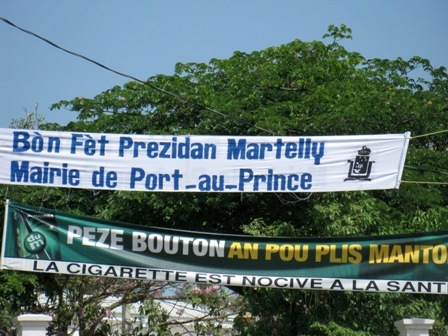 Bòn Fèt Prezidan Martelly
Mairie de Port-au-Prince
PEZE BOUTON AN POU PLIS MANTO
LA CIGARETTE EST NOCIVE A LA SANT